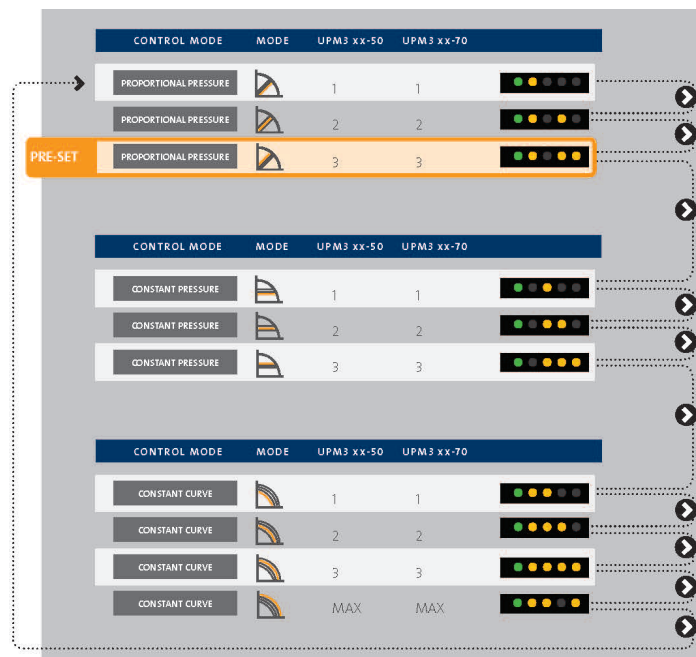 CONTROL MODE MODE UPM3 xx-50 UPM3 xx-70
PROPORTIONAL PRESSURE 1 1
PROPORTIONAL PRESSURE 2 2
PRE-SET PROPORTIONAL PRESSURE 3 3
CONTROL MODE MODE UPM3 xx-50 UPM3 xx-70
CONSTANT PRESSURE 1 1
CONSTANT PRESSURE 2 2
CONSTANT PRESSURE 3 3
CONTROL MODE MODE UPM3 xx-50 UPM3 xx-70
CONSTANT CURVE 1 1
CONSTANT CURVE 2 2
CONSTANT CURVE 3 3
CONSTANT CURVE MAX MAX